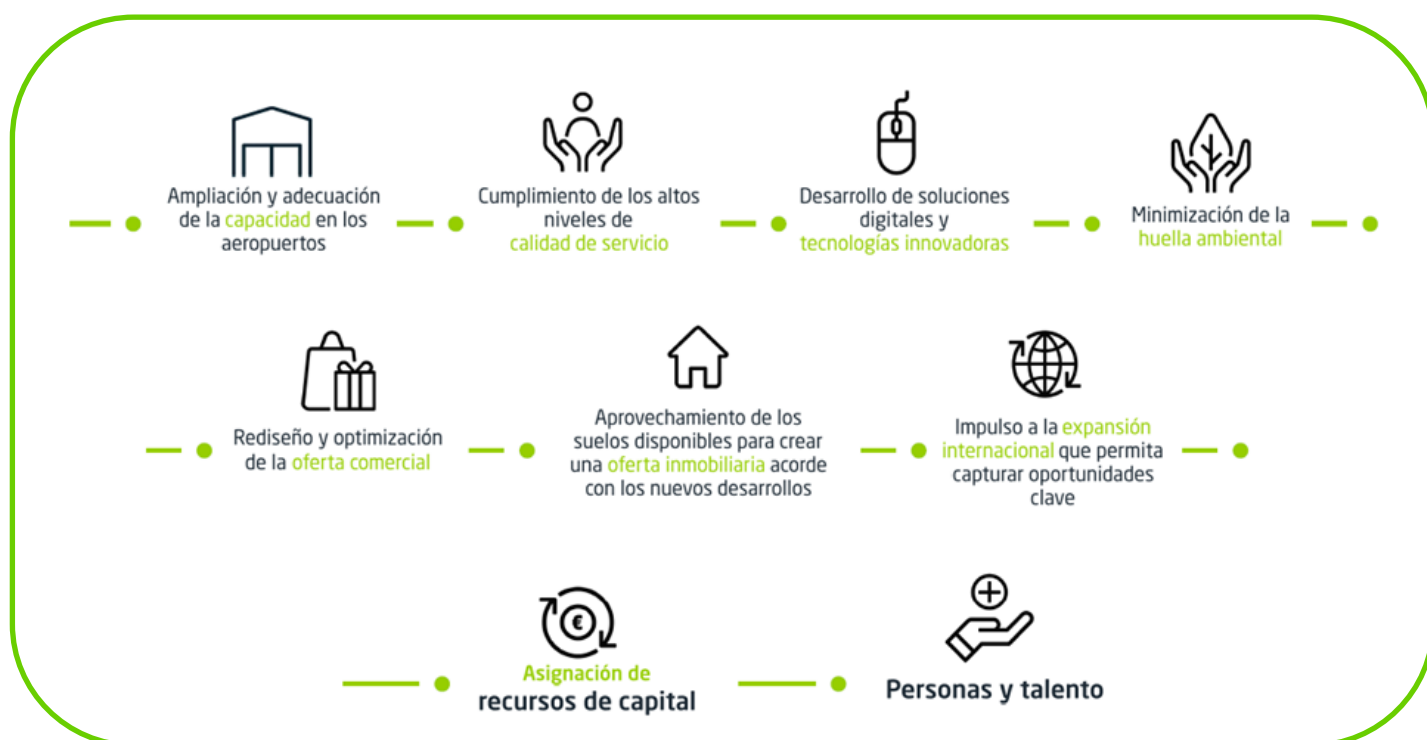 Ampliación y adecuación
de la capacidad en los
aeropuertos
Cumplimiento de los altos
niveles de
calidad de servicio
Desarrollo de soluciones
digitales y
tecnologías innovadoras
Minimización de la
huella ambiental
Rediseño y optimización
de la oferta comercial
Aprovechamiento de los
suelos disponibles para crear
una oferta inmobiliaria acorde
con los nuevos desarrollos
Impulso a la expansión
internacional que permita
capturar oportunidades
clave
€
Asignación de
recursos de capital
Personas y talento